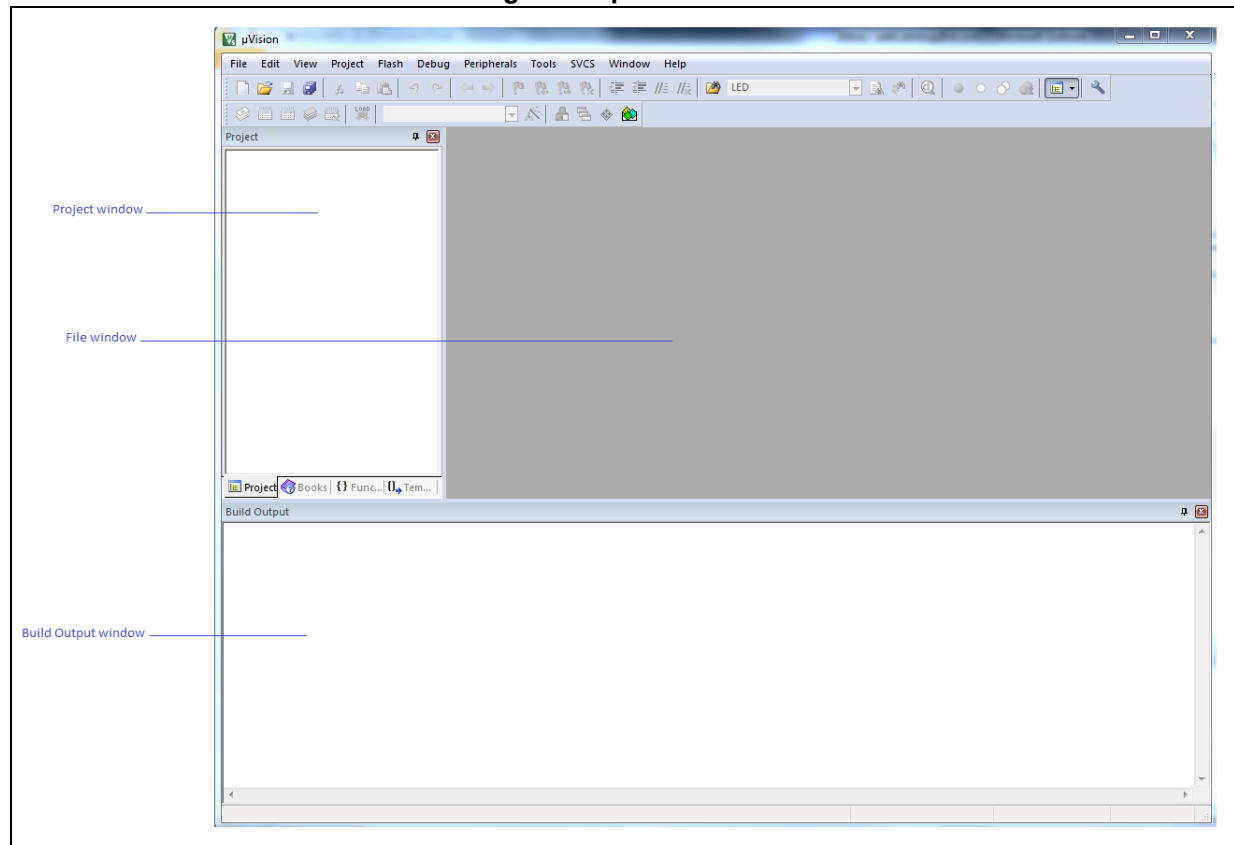 µVision
File Edit View Project Flash Debug Peripherals Tools SVCS Window Help
LED
LOAD
Project
Project window
File window
Project Books {} Func... Tem...
Build Output
Build Output window